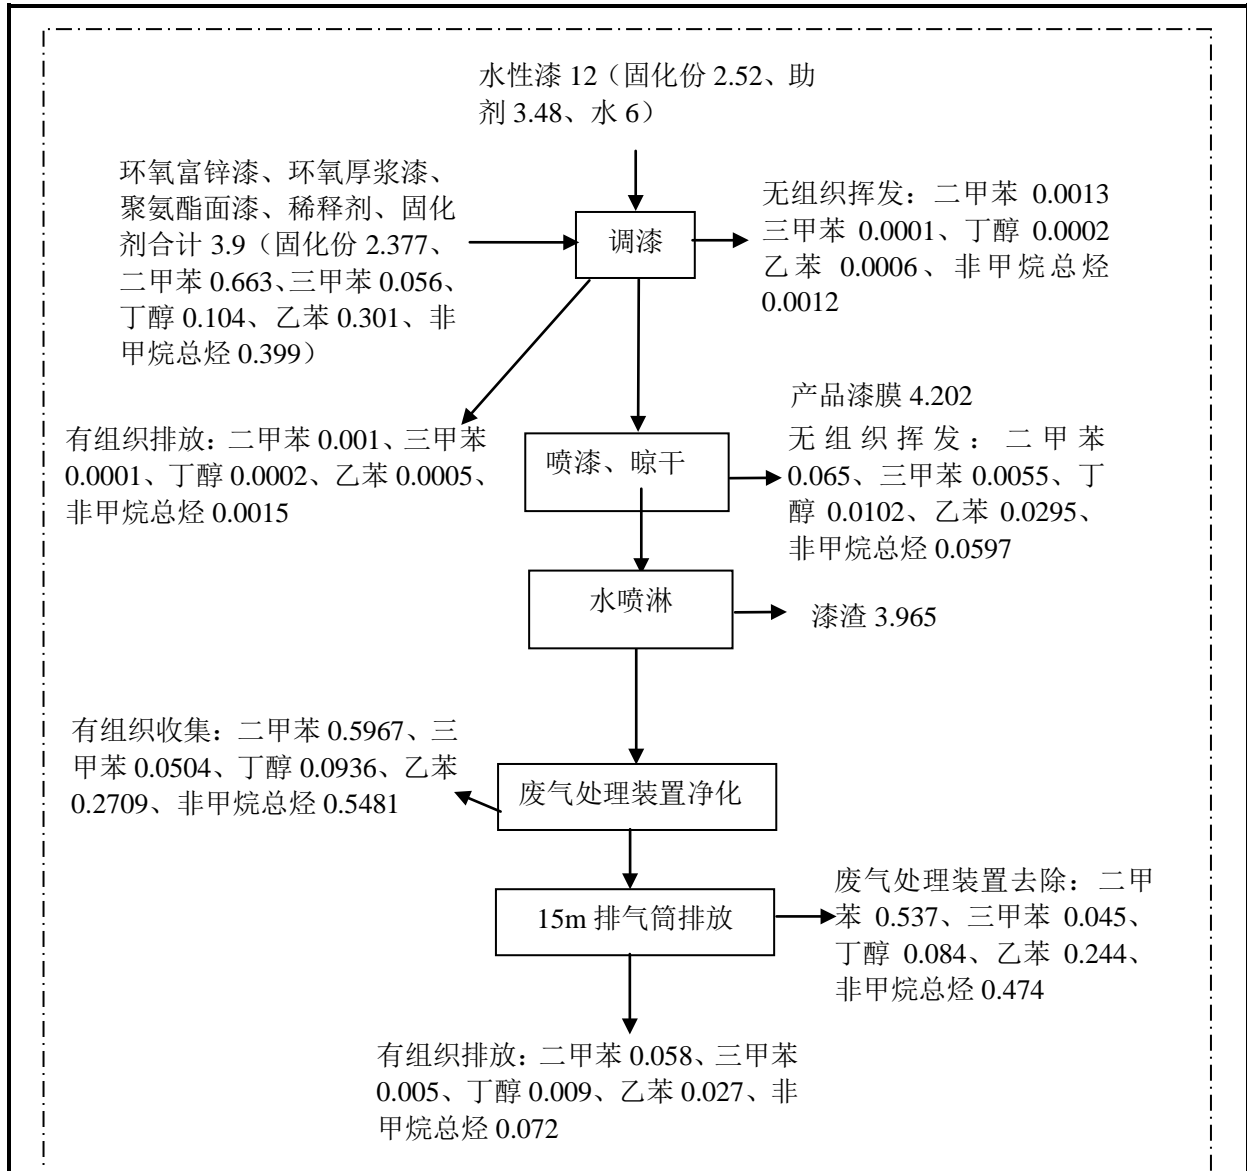 水性漆 12（固化份 2.52、助
剂 3.48、水 6）
环氧富锌漆、环氧厚浆漆、
聚氨酯面漆、稀释剂、固化
剂合计 3.9（固化份 2.377、
二甲苯 0.663、三甲苯 0.056、
丁醇 0.104、乙苯 0.301、非
甲烷总烃 0.399）
调漆
无组织挥发：二甲苯 0.0013
三甲苯 0.0001、丁醇 0.0002
乙苯 0.0006、非甲烷总烃
0.0012
有组织排放：二甲苯 0.001、三甲苯
0.0001、丁醇 0.0002、乙苯 0.0005、
非甲烷总烃 0.0015
喷漆、晾干
产品漆膜 4.202
无组织挥发：二甲苯
0.065、三甲苯 0.0055、丁
醇 0.0102、乙苯 0.0295、
非甲烷总烃 0.0597
水喷淋
漆渣 3.965
有组织收集：二甲苯 0.5967、三
甲苯 0.0504、丁醇 0.0936、乙苯
0.2709、非甲烷总烃 0.5481
废气处理装置净化
15m 排气筒排放
废气处理装置去除：二甲
苯 0.537、三甲苯 0.045、
丁醇 0.084、乙苯 0.244、
非甲烷总烃 0.474
有组织排放：二甲苯 0.058、三甲苯
0.005、丁醇 0.009、乙苯 0.027、非
甲烷总烃 0.072